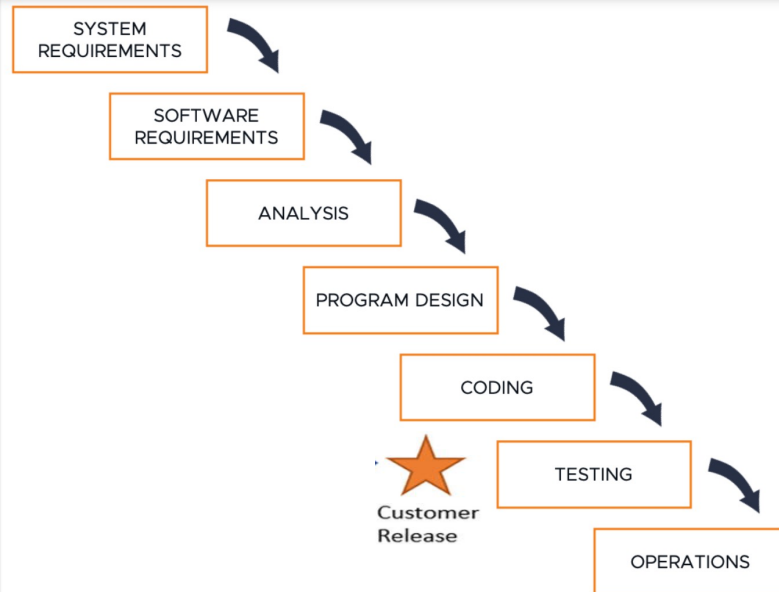 SYSTEM
REQUIREMENTS
SOFTWARE
REQUIREMENTS
ANALYSIS
PROGRAM DESIGN
CODING
TESTING
Customer
Release
OPERATIONS